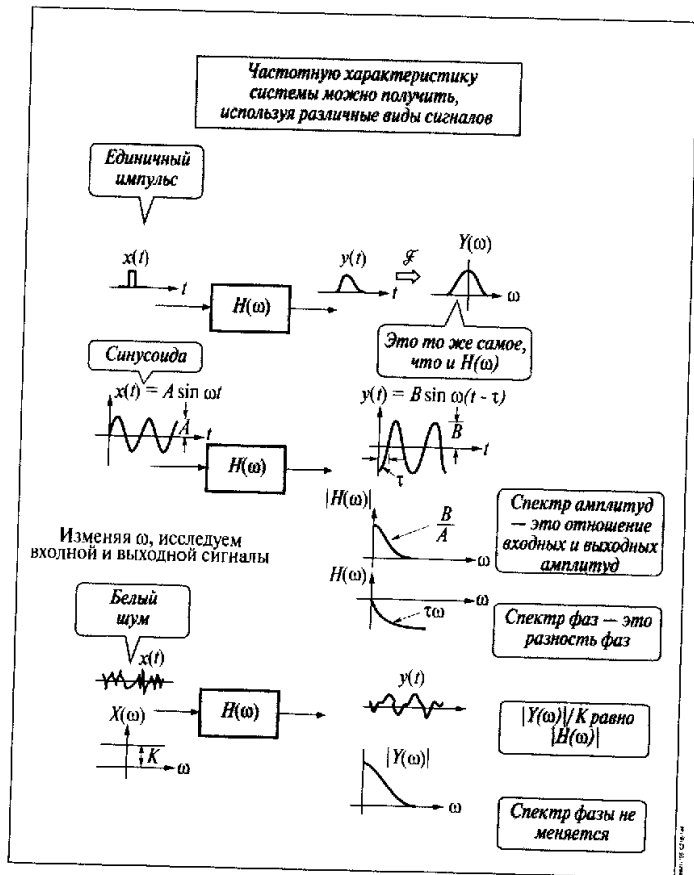 Частотную характеристику
системы можно получить,
используя различные виды сигналов
Единичный
импульс
x(t)
t
H(ω)
y(t)
t
ℱ
Y(ω)
ω
Это то же самое,
что и H(ω)
Синусоида
x(t) = A sin ωt
A
t
H(ω)
y(t) = B sin ω(t - τ)
B
t
τ
|H(ω)|
B
A
ω
Спектр амплитуд
— это отношение
входных и выходных
амплитуд
Изменяя ω, исследуем
входной и выходной сигналы
H(ω)
ω
τω
Спектр фаз — это
разность фаз
Белый
шум
x(t)
H(ω)
y(t)
X(ω)
K
ω
|Y(ω)|/K равно
|H(ω)|
|Y(ω)|
ω
Спектр фазы не
меняется